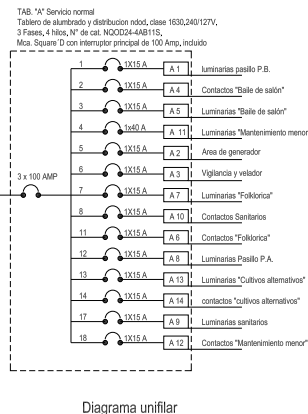 TAB. "A" Servicio normal
Tablero de alumbrado y distribucion ndod, clase 1630,240/127V,
3 Fases, 4 hilos, N° de cat. NQOD24-4AB11S,
Mca. Square´D con interruptor principal de 100 Amp, incluido
1 1X15 A A 1 luminarias pasillo P.B.
2 1X15 A A 4 Contactos "Baile de salón"
3 1X15 A A 5 Luminarias "Baile de salón"
4 1x40 A A 11 Luminarias "Mantenimiento menor
5 1X15 A A 2 Area de generador
6 1X15 A A 3 Vigilancia y velador
3 x 100 AMP
7 1X15 A A 7 Luminarias "Folklorica"
8 1X15 A A 10 Contactos Sanitarios
11 1X15 A A 6 Contactos "Folklorica"
12 1X15 A A 8 Luminarias Pasillo P.A.
13 1X15 A A 13 Luminarias "Cultivos alternativos"
14 1X15 A A 14 contactos "cultivos alternativos"
17 1X15 A A 9 Luminarias sanitarios
18 1X15 A A 12 Contactos "Mantenimiento menor"
Diagrama unifilar